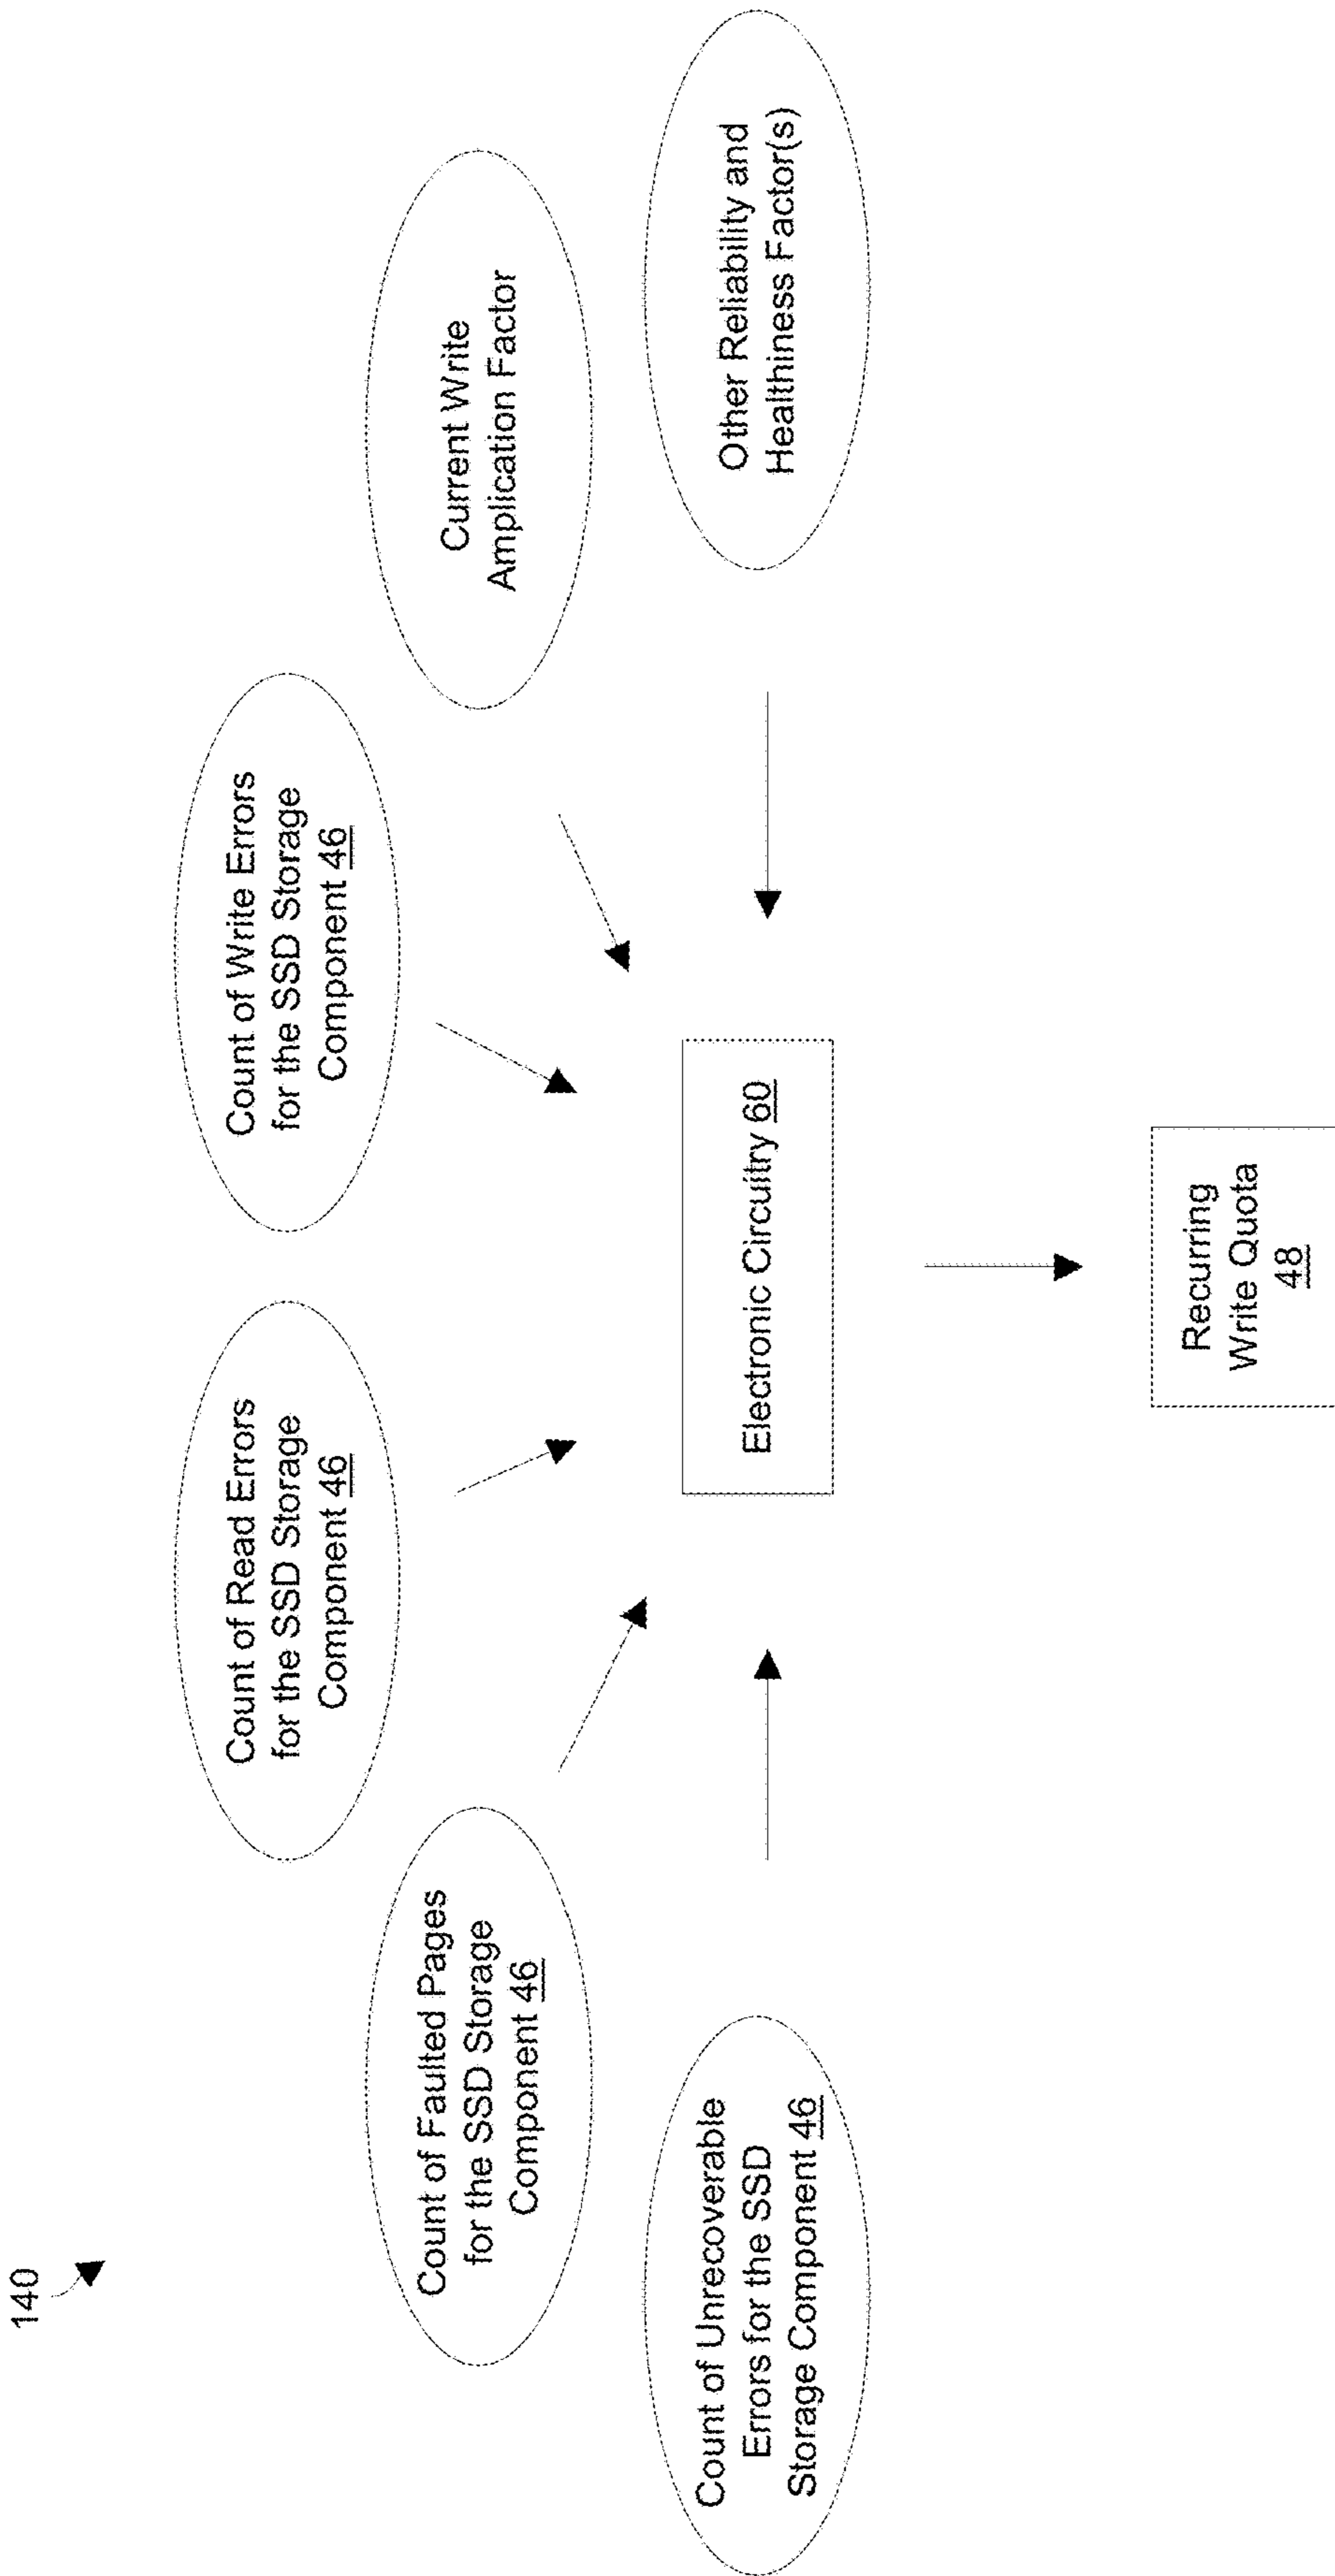 140
Count of Unrecoverable
Errors for the SSD
Storage Component 46
Count of Faulted Pages
for the SSD Storage
Component 46
Count of Read Errors
for the SSD Storage
Component 46
Count of Write Errors
for the SSD Storage
Component 46
Current Write
Amplication Factor
Other Reliability and
Healthiness Factor(s)
Electronic Circuitry 60
Recurring
Write Quota
48